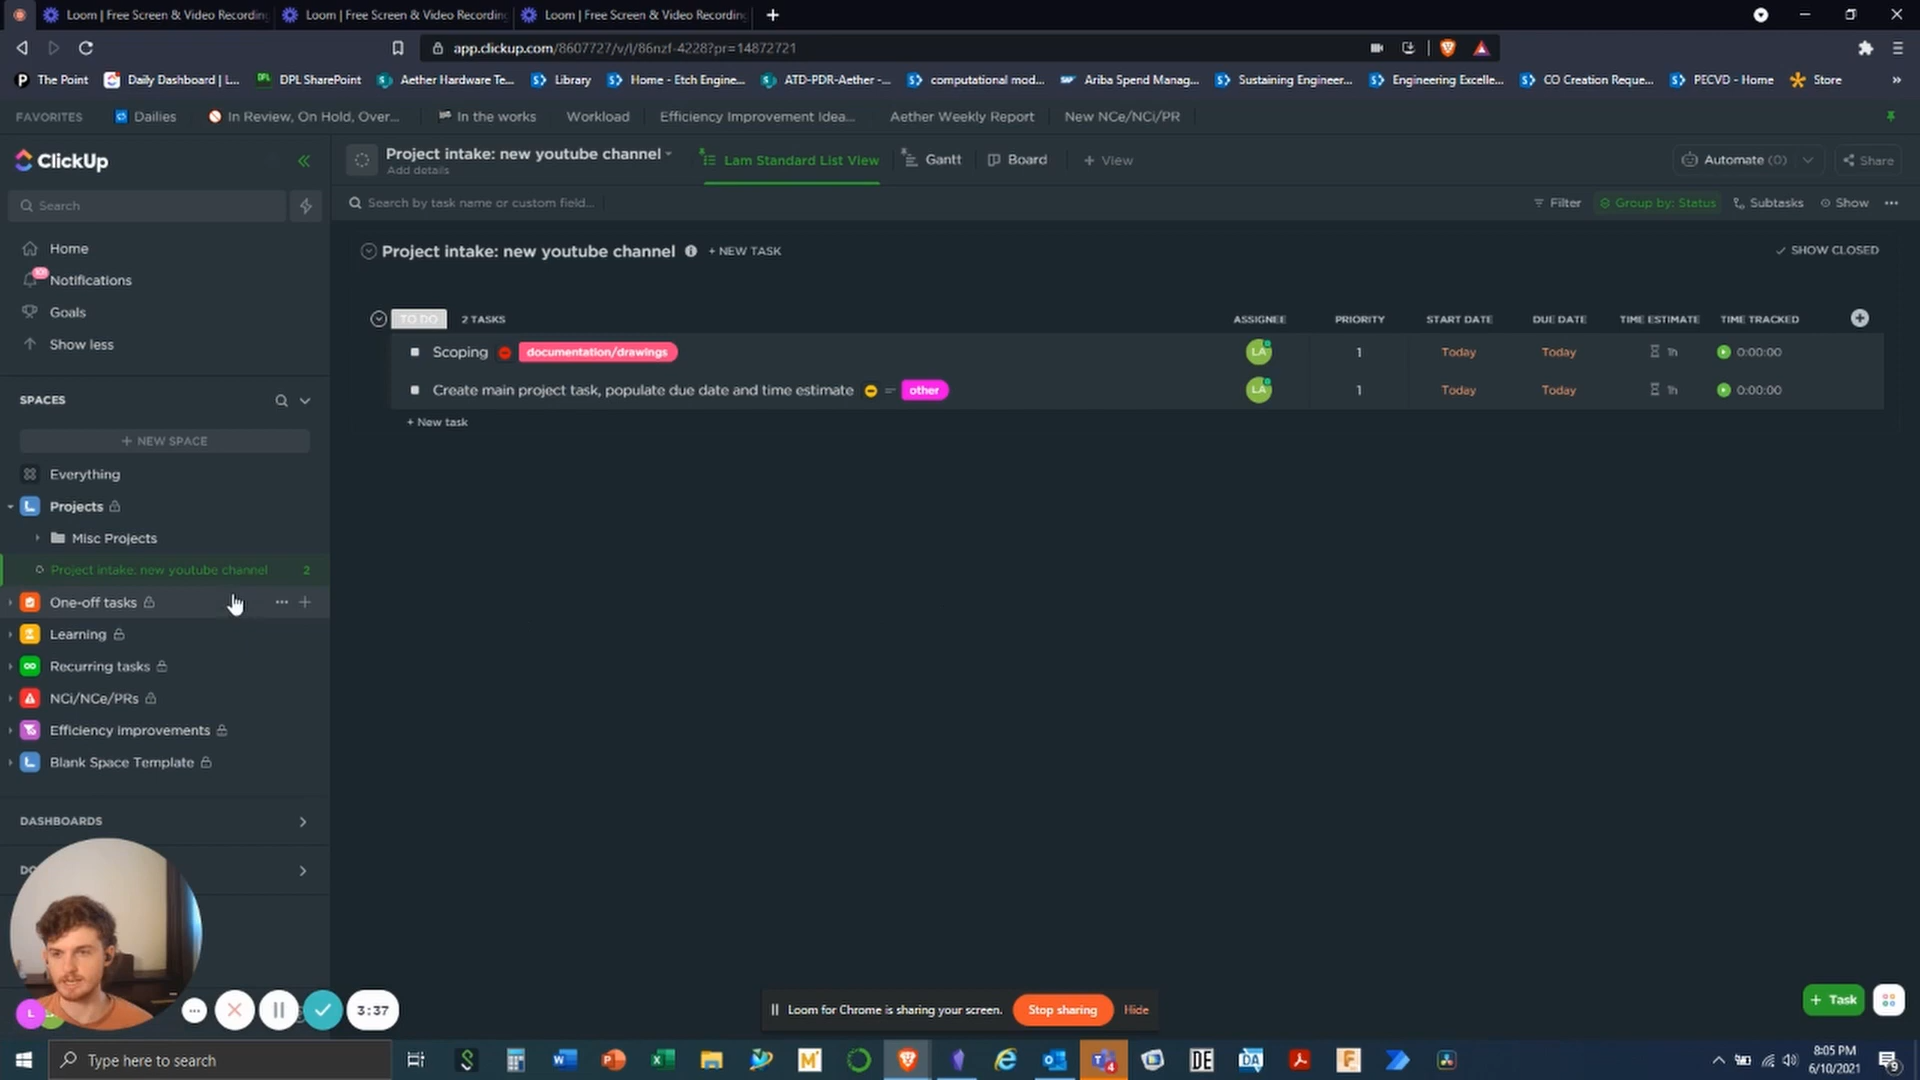 Loom | Free Screen & Video Recording
Loom | Free Screen & Video Recording
Loom | Free Screen & Video Recording
app.clickup.com/8607727/v/l/86nzf-4228?pr=14872721
The Point
Daily Dashboard | L...
DPL SharePoint
Aether Hardware Te...
Library
Home - Etch Engine...
ATD-PDR-Aether -...
computational mod...
Ariba Spend Manag...
Sustaining Engineer...
Engineering Excelle...
CO Creation Reque...
PECVD - Home
Store
FAVORITES
Dailies
In Review, On Hold, Over...
In the works
Workload
Efficiency Improvement Idea...
Aether Weekly Report
New NCe/NCi/PR
ClickUp
Project intake: new youtube channel
Add details
Lam Standard List View
Gantt
Board
+ View
Automate (0)
Share
Search
Search by task name or custom field...
Filter
Group by: Status
Subtasks
Show
Home
Notifications
Goals
Show less
Project intake: new youtube channel
+ NEW TASK
SHOW CLOSED
TO DO
2 TASKS
ASSIGNEE
PRIORITY
START DATE
DUE DATE
TIME ESTIMATE
TIME TRACKED
Scoping
documentation/drawings
LA
1
Today
Today
1h
0:00:00
Create main project task, populate due date and time estimate
other
LA
1
Today
Today
1h
0:00:00
+ New task
SPACES
+ NEW SPACE
Everything
Projects
Misc Projects
Project intake: new youtube channel
2
One-off tasks
Learning
Recurring tasks
NCi/NCe/PRs
Efficiency improvements
Blank Space Template
DASHBOARDS
L
3:37
Loom for Chrome is sharing your screen.
Stop sharing
Hide
+ Task
Type here to search
DE
4
8:05 PM
6/10/2021
9